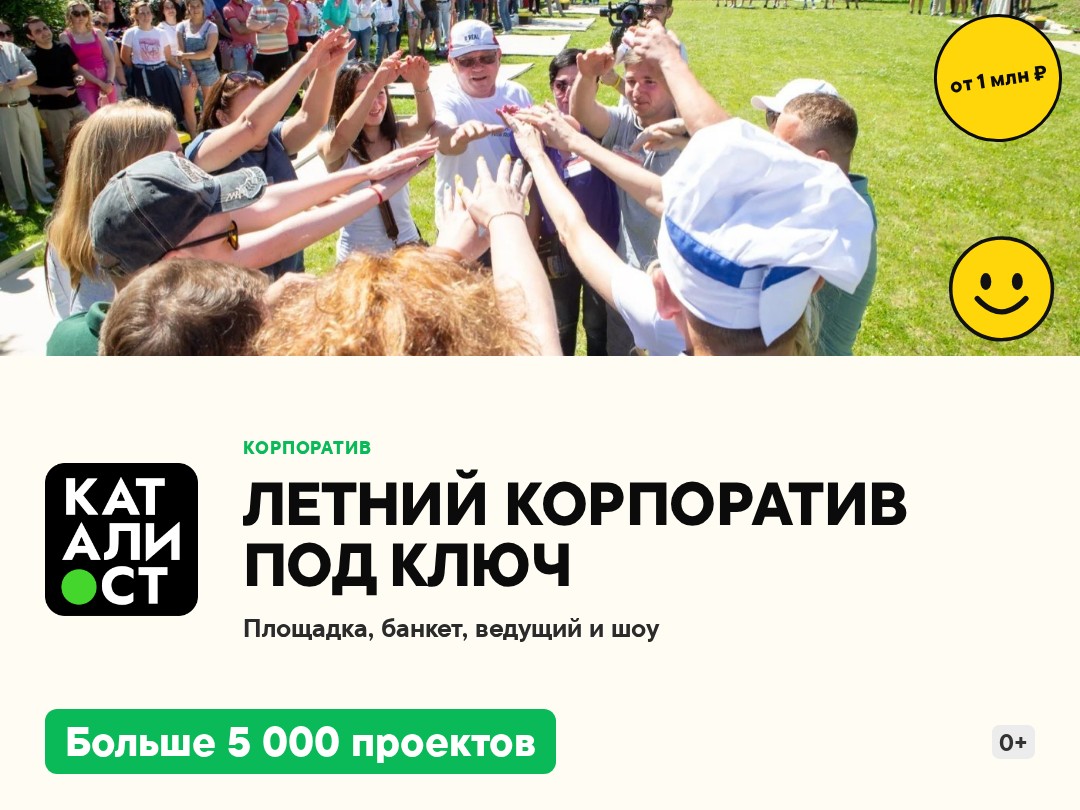 от 1 млн ₽
КОРПОРАТИВ
КАТ
АЛИ
СТ
ЛЕТНИЙ КОРПОРАТИВ
ПОД КЛЮЧ
Площадка, банкет, ведущий и шоу
Больше 5 000 проектов
0+